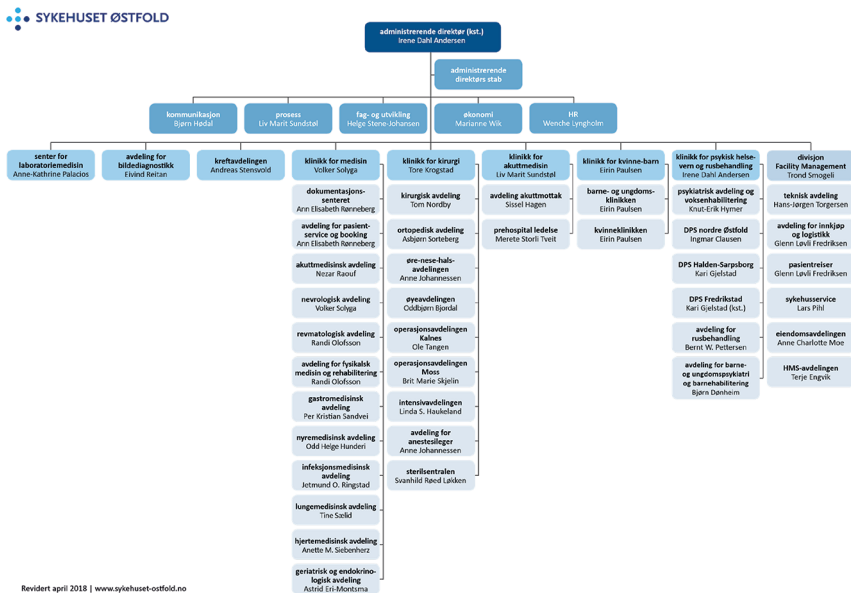 SYKEHUSET ØSTFOLD
administrerende direktør (kst.)
Irene Dahl Andersen
administrerende
direktørs stab
kommunikasjon
Bjørn Hødal
prosess
Liv Marit Sundstøl
fag- og utvikling
Helge Stene-Johansen
økonomi
Marianne Wik
HR
Wenche Lyngholm
senter for
laboratoriemedisin
Anne-Kathrine Palacios
avdeling for
bildediagnostikk
Eivind Reitan
kreftavdelingen
Andreas Stensvold
klinikk for medisin
Volker Solyga
klinikk for kirurgi
Tore Krogstad
klinikk for
akuttmedisin
Liv Marit Sundstøl
klinikk for kvinne-barn
Eirin Paulsen
klinikk for psykisk helse-
vern og rusbehandling
Irene Dahl Andersen
divisjon
Facility Management
Trond Smogeli
dokumentasjons-
senteret
Ann Elisabeth Rønneberg
avdeling for pasient-
service og booking
Ann Elisabeth Rønneberg
akuttmedisinsk avdeling
Nezar Raouf
nevrologisk avdeling
Volker Solyga
revmatologisk avdeling
Randi Olofsson
avdeling for fysikalsk
medisin og rehabilitering
Randi Olofsson
gastromedisinsk
avdeling
Per Kristian Sandvei
nyremedisinsk avdeling
Odd Helge Hunderi
infeksjonsmedisinsk
avdeling
Jetmund O. Ringstad
lungemedisinsk avdeling
Tine Sælid
hjertemedisinsk avdeling
Anette M. Siebenherz
geriatrisk og endokrino-
logisk avdeling
Astrid Eri-Montsma
kirurgisk avdeling
Tom Nordby
ortopedisk avdeling
Asbjørn Sorteberg
øre-nese-hals-
avdelingen
Anne Johannessen
øyeavdelingen
Oddbjørn Bjordal
operasjonsavdelingen
Kalnes
Ole Tangen
operasjonsavdelingen
Moss
Brit Marie Skjelin
intensivavdelingen
Linda S. Haukeland
avdeling for
anestesileger
Anne Johannessen
sterilsentralen
Svanhild Røed Løkken
avdeling akuttmottak
Sissel Hagen
prehospital ledelse
Merete Storli Tveit
barne- og ungdoms-
klinikken
Eirin Paulsen
kvinneklinikken
Eirin Paulsen
psykiatrisk avdeling og
voksenhabilitering
Knut-Erik Hymer
DPS nordre Østfold
Ingmar Clausen
DPS Halden-Sarpsborg
Kari Gjelstad
DPS Fredrikstad
Kari Gjelstad (kst.)
avdeling for
rusbehandling
Bernt W. Pettersen
avdeling for barne-
og ungdomspsykiatri
og barnehabilitering
Bjørn Dønheim
teknisk avdeling
Hans-Jørgen Torgersen
avdeling for innkjøp
og logistikk
Glenn Løvli Fredriksen
pasientreiser
Glenn Løvli Fredriksen
sykehusservice
Lars Pihl
eiendomsavdelingen
Anne Charlotte Moe
HMS-avdelingen
Terje Engvik
Revidert april 2018 | www.sykehuset-ostfold.no